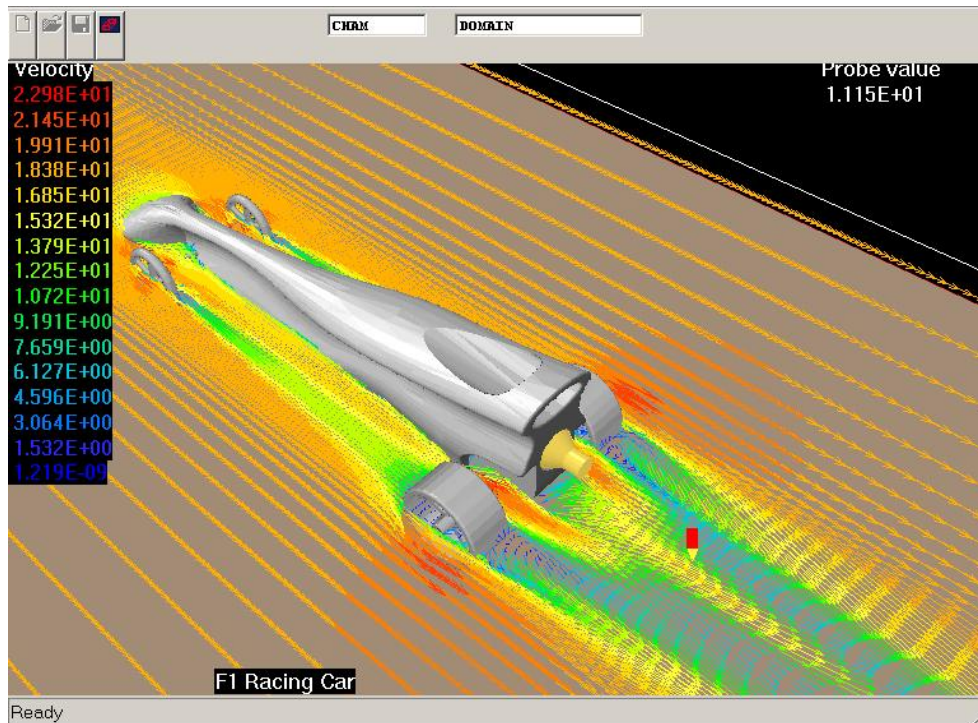 CHAM DOMAIN
Velocity
2.298E+01
2.145E+01
1.991E+01
1.838E+01
1.685E+01
1.532E+01
1.379E+01
1.225E+01
1.072E+01
9.191E+00
7.659E+00
6.127E+00
4.596E+00
3.064E+00
1.532E+00
1.219E-09
Probe value
1.115E+01
F1 Racing Car
Ready